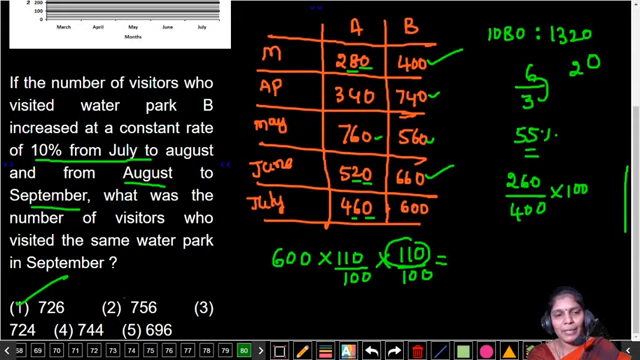 200
100
0
March April May June July
Months
If the number of visitors who
visited water park B
increased at a constant rate
of 10% from July to august
and from August to
September, what was the
number of visitors who
visited the same water park
in September ?
(1) 726 (2) 756 (3)
724 (4) 744 (5) 696
A B
M 280 400
AP 340 740
May 760 560
June 520 660
July 460 600
600 × 110/100 × 110/100 =
1080 : 1320
6/3 20
55%
260/400 × 100
68 69 70 71 72 73 74 75 76 77 78 79 80